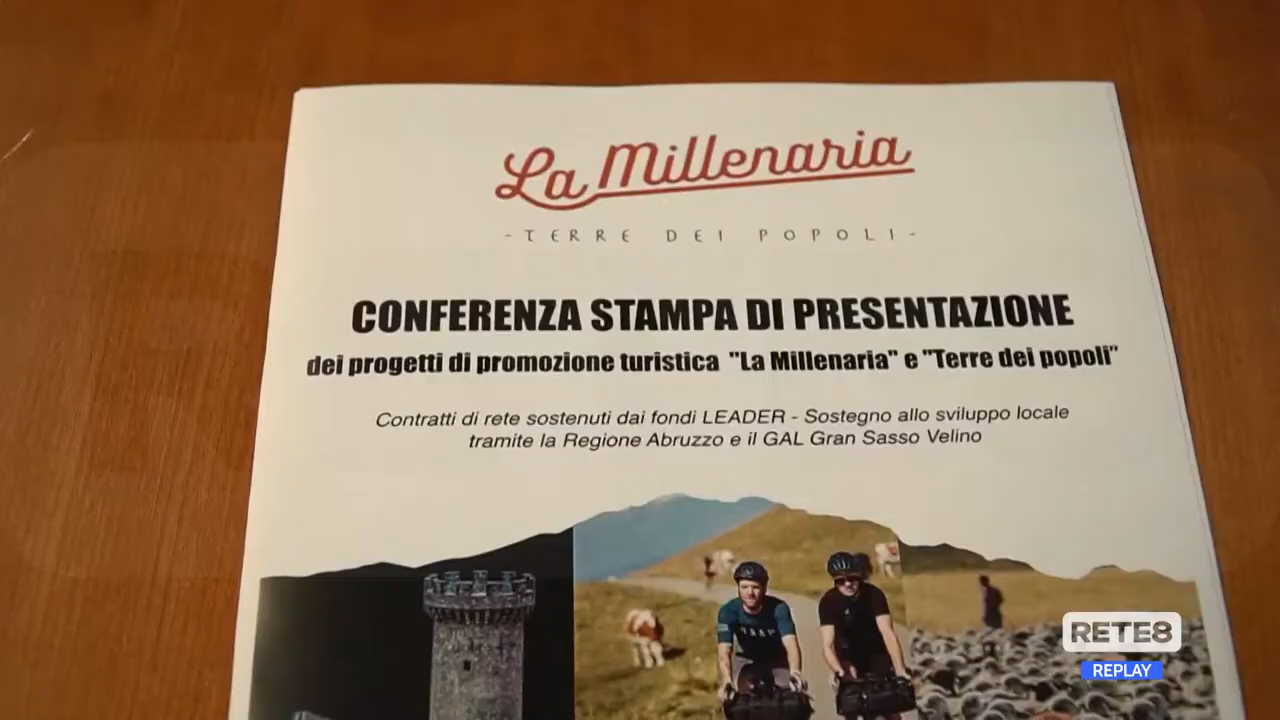 La Millenaria
-TERRE DEI POPOLI-
CONFERENZA STAMPA DI PRESENTAZIONE
dei progetti di promozione turistica "La Millenaria" e "Terre dei popoli"
Contratti di rete sostenuti dai fondi LEADER - Sostegno allo sviluppo locale
tramite la Regione Abruzzo e il GAL Gran Sasso Velino
RETE8
REPLAY